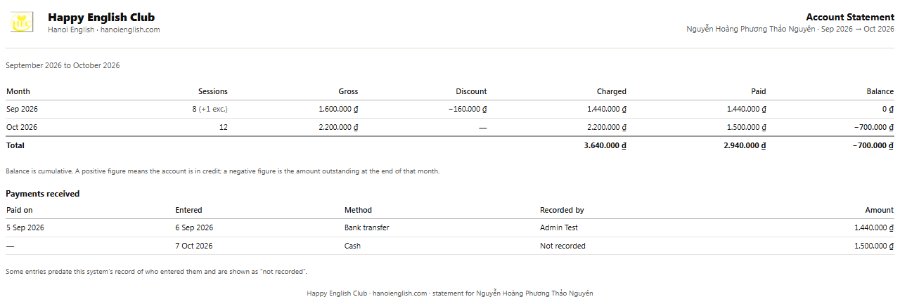 Happy English Club
Hanoi English · hanoienglish.com
Account Statement
Nguyễn Hoàng Phương Thảo Nguyên · Sep 2026 → Oct 2026
September 2026 to October 2026
Month Sessions Gross Discount Charged Paid Balance
Sep 2026 8 (+1 exc.) 1.600.000 ₫ −160.000 ₫ 1.440.000 ₫ 1.440.000 ₫ 0 ₫
Oct 2026 12 2.200.000 ₫ — 2.200.000 ₫ 1.500.000 ₫ −700.000 ₫
Total 3.640.000 ₫ 2.940.000 ₫ −700.000 ₫
Balance is cumulative. A positive figure means the account is in credit; a negative figure is the amount outstanding at the end of that month.
Payments received
Paid on Entered Method Recorded by Amount
5 Sep 2026 6 Sep 2026 Bank transfer Admin Test 1.440.000 ₫
— 7 Oct 2026 Cash Not recorded 1.500.000 ₫
Some entries predate this system's record of who entered them and are shown as "not recorded".
Happy English Club · hanoienglish.com · statement for Nguyễn Hoàng Phương Thảo Nguyên